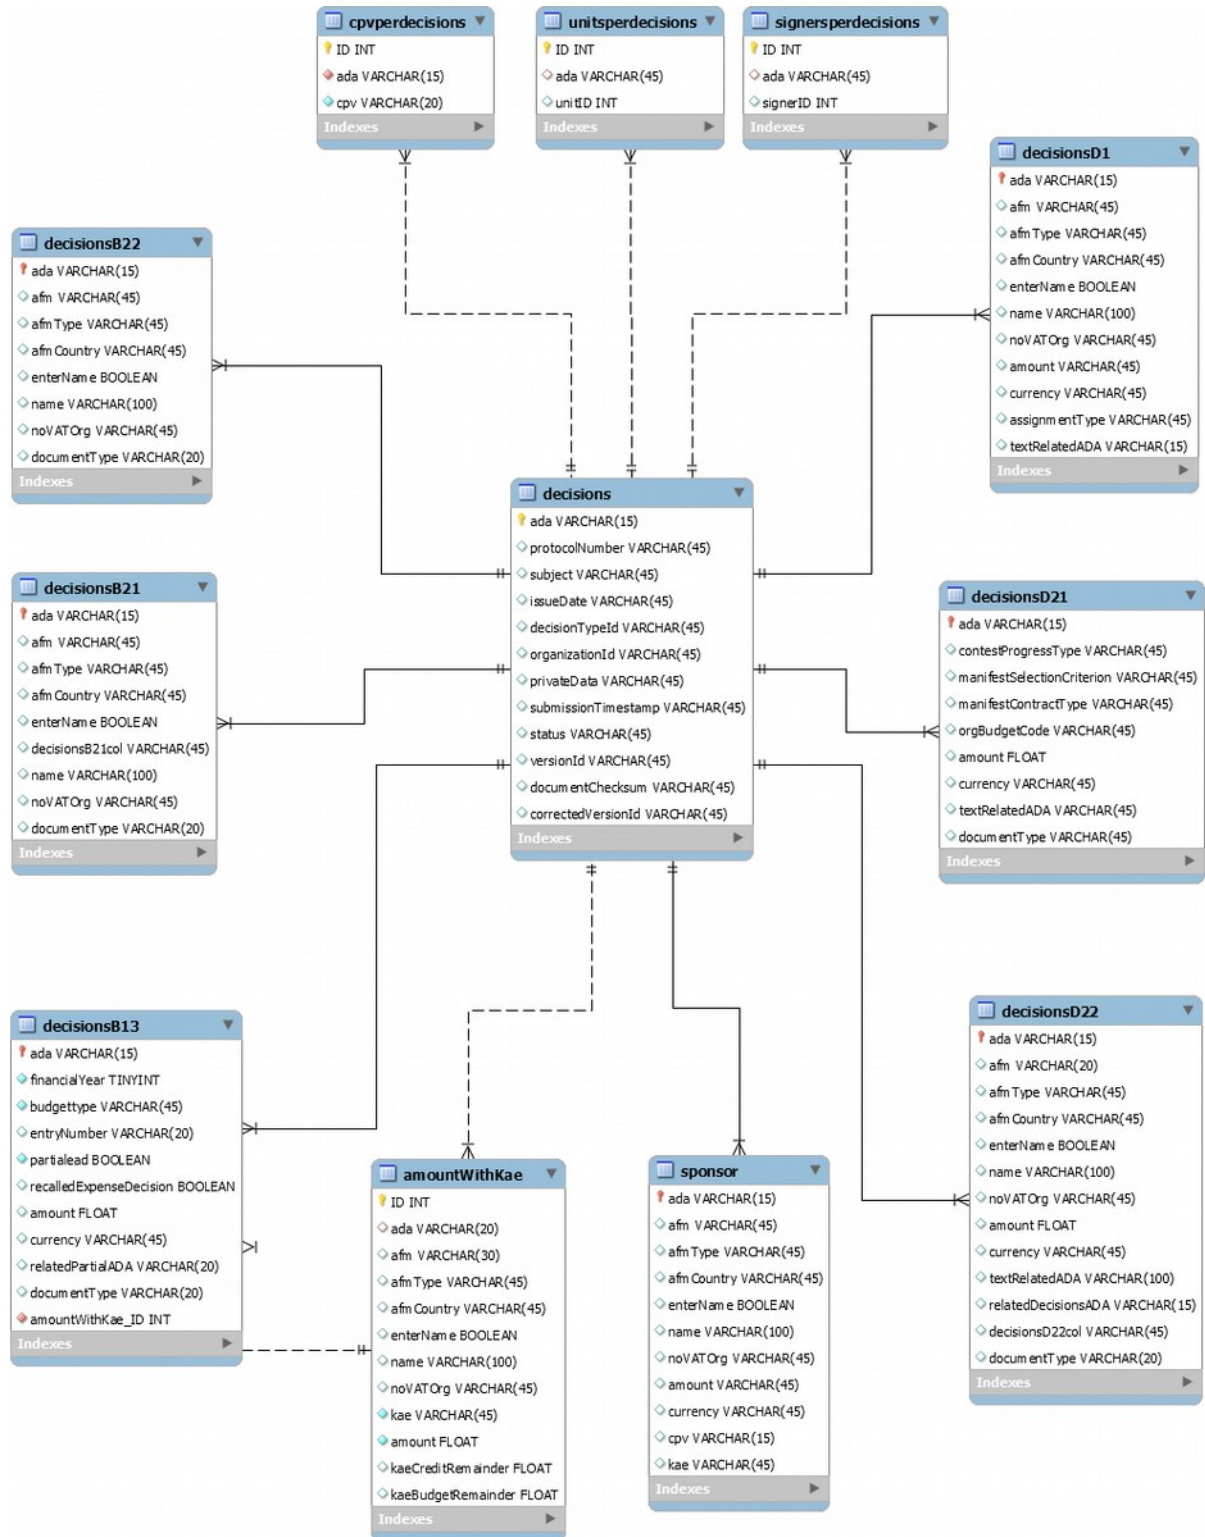 cpvperdecisions
ID INT
ada VARCHAR(15)
cpv VARCHAR(20)
Indexes
unitsperdecisions
ID INT
ada VARCHAR(45)
unitID INT
Indexes
signersperdecisions
ID INT
ada VARCHAR(45)
signerID INT
Indexes
decisionsD1
ada VARCHAR(15)
afm VARCHAR(45)
afmType VARCHAR(45)
afmCountry VARCHAR(45)
enterName BOOLEAN
name VARCHAR(100)
noVATOrg VARCHAR(45)
amount VARCHAR(45)
currency VARCHAR(45)
assignmentType VARCHAR(45)
textRelatedADA VARCHAR(15)
Indexes
decisionsB22
ada VARCHAR(15)
afm VARCHAR(45)
afmType VARCHAR(45)
afmCountry VARCHAR(45)
enterName BOOLEAN
name VARCHAR(100)
noVATOrg VARCHAR(45)
documentType VARCHAR(20)
Indexes
decisions
ada VARCHAR(15)
protocolNumber VARCHAR(45)
subject VARCHAR(45)
issueDate VARCHAR(45)
decisionTypeId VARCHAR(45)
organizationId VARCHAR(45)
privateData VARCHAR(45)
submissionTimestamp VARCHAR(45)
status VARCHAR(45)
versionId VARCHAR(45)
documentChecksum VARCHAR(45)
correctedVersionId VARCHAR(45)
Indexes
decisionsB21
ada VARCHAR(15)
afm VARCHAR(45)
afmType VARCHAR(45)
afmCountry VARCHAR(45)
enterName BOOLEAN
decisionsB21col VARCHAR(45)
name VARCHAR(100)
noVATOrg VARCHAR(45)
documentType VARCHAR(20)
Indexes
decisionsD21
ada VARCHAR(15)
contestProgressType VARCHAR(45)
manifestSelectionCriterion VARCHAR(45)
manifestContractType VARCHAR(45)
orgBudgetCode VARCHAR(45)
amount FLOAT
currency VARCHAR(45)
textRelatedADA VARCHAR(45)
documentType VARCHAR(45)
Indexes
decisionsB13
ada VARCHAR(15)
financialYear TINYINT
budgettype VARCHAR(45)
entryNumber VARCHAR(20)
partialead BOOLEAN
recalledExpenseDecision BOOLEAN
amount FLOAT
currency VARCHAR(45)
relatedPartialADA VARCHAR(20)
documentType VARCHAR(20)
amountWithKae_ID INT
Indexes
amountWithKae
ID INT
ada VARCHAR(20)
afm VARCHAR(30)
afmType VARCHAR(45)
afmCountry VARCHAR(45)
enterName BOOLEAN
name VARCHAR(100)
noVATOrg VARCHAR(45)
kae VARCHAR(45)
amount FLOAT
kaeCreditRemainder FLOAT
kaeBudgetRemainder FLOAT
Indexes
sponsor
ada VARCHAR(15)
afm VARCHAR(45)
afmType VARCHAR(45)
afmCountry VARCHAR(45)
enterName BOOLEAN
name VARCHAR(100)
noVATOrg VARCHAR(45)
amount VARCHAR(45)
currency VARCHAR(45)
cpv VARCHAR(15)
kae VARCHAR(45)
Indexes
decisionsD22
ada VARCHAR(15)
afm VARCHAR(20)
afmType VARCHAR(45)
afmCountry VARCHAR(45)
enterName BOOLEAN
name VARCHAR(100)
noVATOrg VARCHAR(45)
amount FLOAT
currency VARCHAR(45)
textRelatedADA VARCHAR(100)
relatedDecisionsADA VARCHAR(15)
decisionsD22col VARCHAR(45)
documentType VARCHAR(20)
Indexes